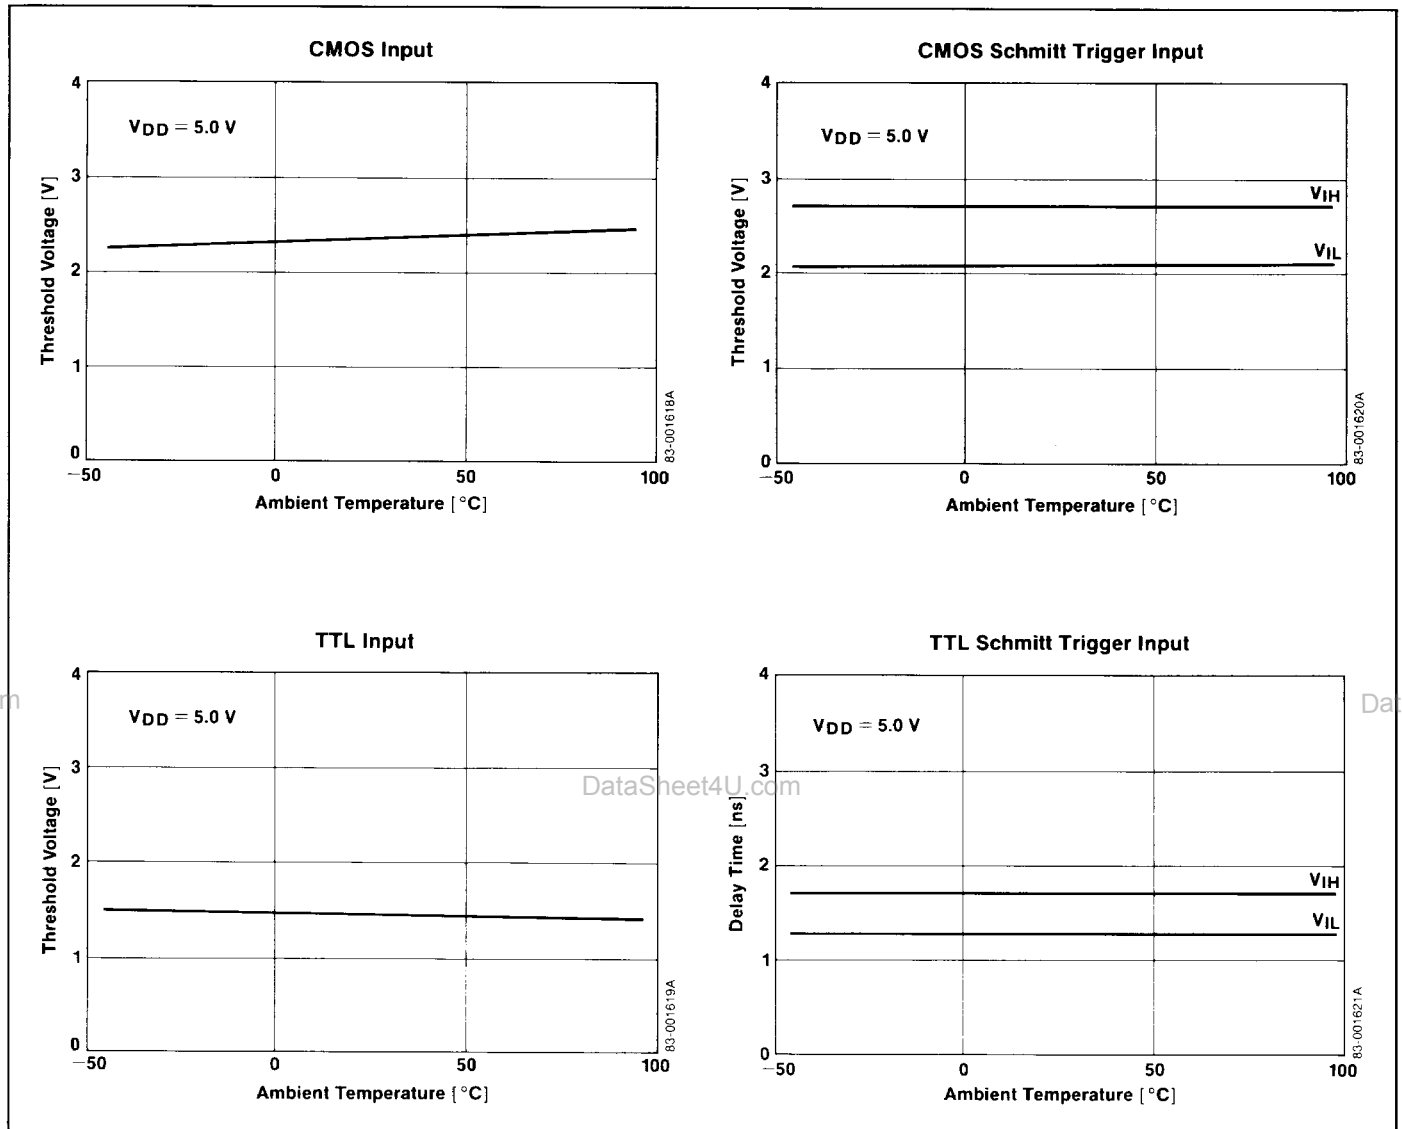 CMOS Input
4
VDD = 5.0 V
3
2
1
0
Threshold Voltage [V]
−50
0
50
100
Ambient Temperature [°C]
83-001618A
CMOS Schmitt Trigger Input
4
VDD = 5.0 V
3
VIH
VIL
2
1
0
Threshold Voltage [V]
−50
0
50
100
Ambient Temperature [°C]
83-001620A
TTL Input
4
VDD = 5.0 V
3
2
1
0
Threshold Voltage [V]
−50
0
50
100
Ambient Temperature [°C]
83-001619A
TTL Schmitt Trigger Input
4
VDD = 5.0 V
3
2
VIH
VIL
1
0
Delay Time [ns]
−50
0
50
100
Ambient Temperature [°C]
83-001621A
m
DataSheet4U.com
Dat